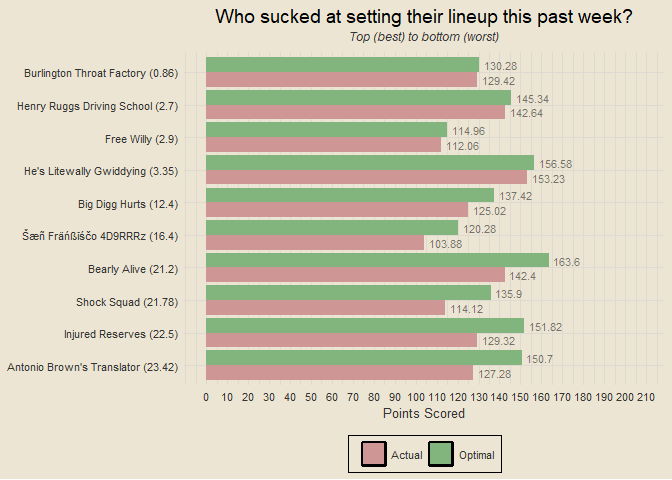 Who sucked at setting their lineup this past week?
Top (best) to bottom (worst)
Burlington Throat Factory (0.86)
130.28
129.42
Henry Ruggs Driving School (2.7)
145.34
142.64
Free Willy (2.9)
114.96
112.06
He's Litewally Gwiddying (3.35)
156.58
153.23
Big Digg Hurts (12.4)
137.42
125.02
Šæñ Fräńßïščo 4D9RRRz (16.4)
120.28
103.88
Bearly Alive (21.2)
163.6
142.4
Shock Squad (21.78)
135.9
114.12
Injured Reserves (22.5)
151.82
129.32
Antonio Brown's Translator (23.42)
150.7
127.28
0 10 20 30 40 50 60 70 80 90 100 110 120 130 140 150 160 170 180 190 200 210
Points Scored
Actual Optimal